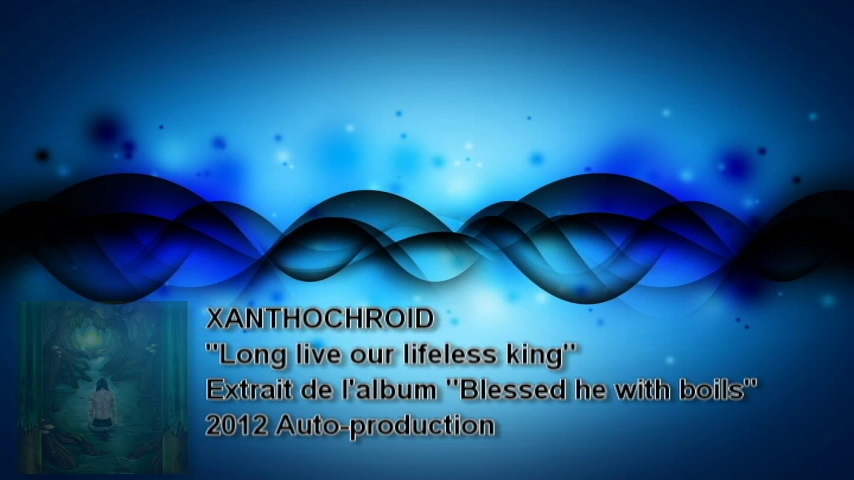 XANTHOCHROID
"Long live our lifeless king"
Extrait de l'album "Blessed he with boils"
2012 Auto-production